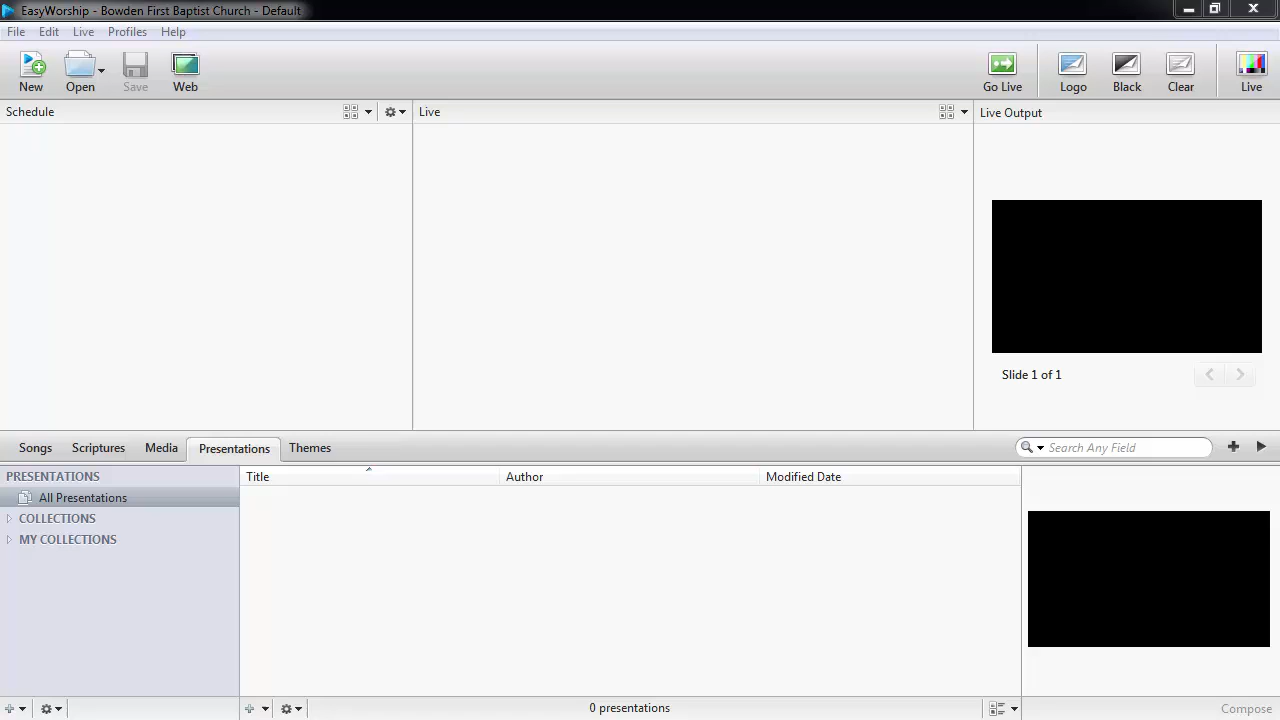 EasyWorship - Bowden First Baptist Church - Default
File Edit Live Profiles Help
New Open Save Web Go Live Logo Black Clear Live
Schedule Live Live Output
Slide 1 of 1
Songs Scriptures Media Presentations Themes Search Any Field
PRESENTATIONS Title Author Modified Date
All Presentations
COLLECTIONS
MY COLLECTIONS
0 presentations Compose